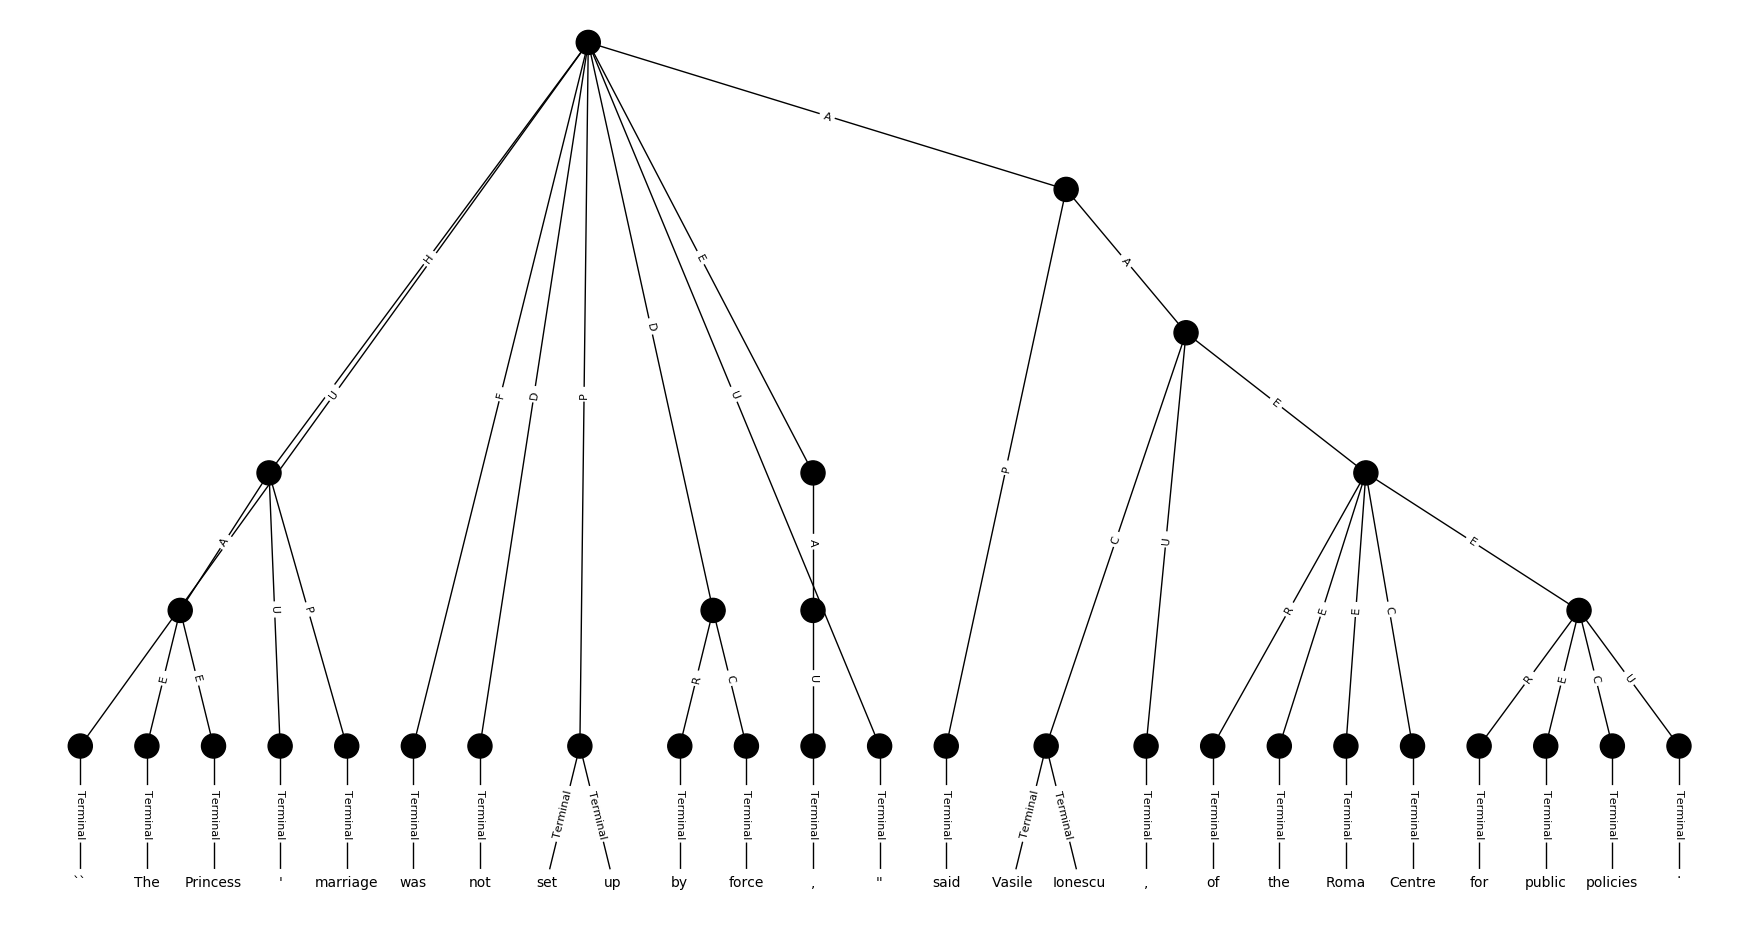 A
H
E
A
D
U
F
D
P
U
E
P
A
A
C
U
E
U
P
R
E
E
C
E
E
R
C
U
R
E
C
U
Terminal Terminal Terminal Terminal Terminal Terminal Terminal Terminal Terminal Terminal Terminal Terminal Terminal Terminal Terminal Terminal Terminal Terminal Terminal Terminal Terminal Terminal Terminal Terminal Terminal
`` The Princess ' marriage was not set up by force , " said Vasile Ionescu , of the Roma Centre for public policies .